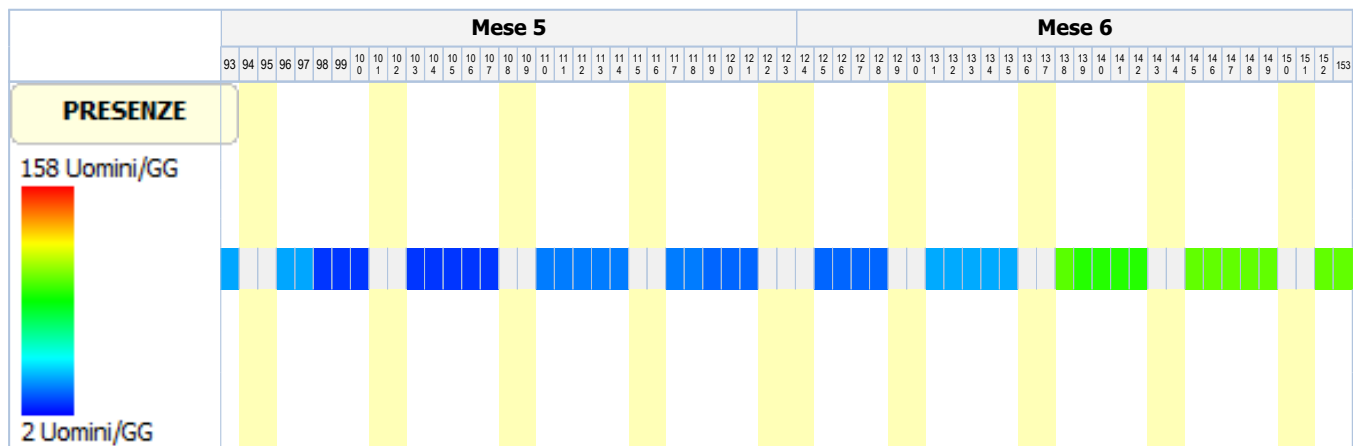 Mese 5 Mese 6
93 94 95 96 97 98 99 100 101 102 103 104 105 106 107 108 109 110 111 112 113 114 115 116 117 118 119 120 121 122 123 124 125 126 127 128 129 130 131 132 133 134 135 136 137 138 139 140 141 142 143 144 145 146 147 148 149 150 151 152 153
PRESENZE
158 Uomini/GG
2 Uomini/GG